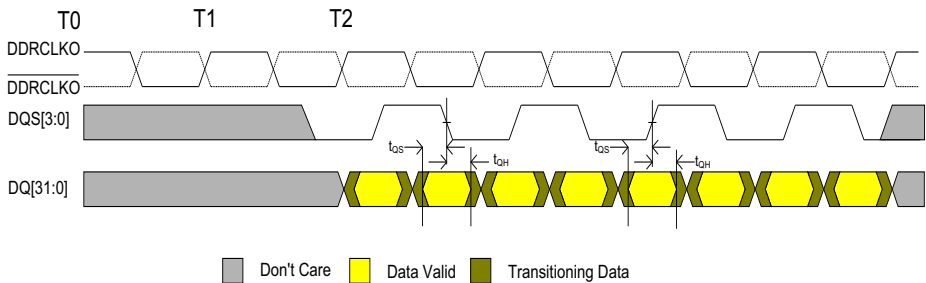 T0 T1 T2
DDRCLKO
DDRCLKO
DQS[3:0]
tQS tQH tQS tQH
DQ[31:0]
Don't Care Data Valid Transitioning Data